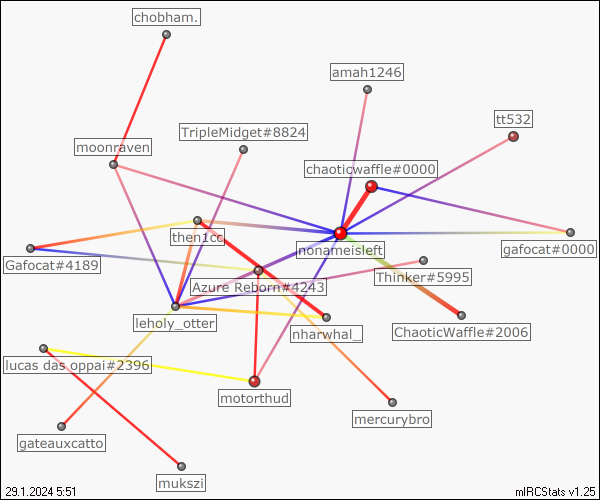 chobham.
amah1246
tt532
TripleMidget#8824
moonraven
chaoticwaffle#0000
then1cc
nonameisleft
gafocat#0000
Gafocat#4189
Thinker#5995
Azure Reborn#4243
leholy_otter
nharwhal_
ChaoticWaffle#2006
lucas das oppai#2396
motorthud
mercurybro
gateauxcatto
mukszi
29.1.2024 5:51
mIRCStats v1.25